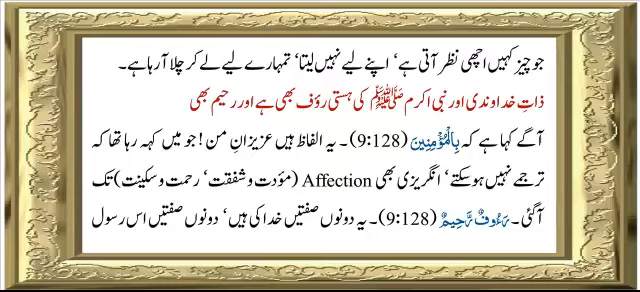 جو چیز کہیں اچھی نظر آتی ہے‘ اپنے لیے نہیں لیتا‘ تمہارے لیے لے کر چلا آرہا ہے۔
ذاتِ خداوندی اور نبی اکرم ﷺ کی ہستی رؤف بھی ہے اور رحیم بھی
آگے کہا ہے کہ بِالْمُؤْمِنِينَ (9:128)۔ یہ الفاظ ہیں عزیزانِ من! جو میں کہہ رہا تھا کہ
ترجمے نہیں ہوسکتے‘ انگریزی بھی Affection (مؤدت و شفقت‘ رحمت و سکینت) تک
آگئی۔ رَءُوفٌ رَّحِيمٌ (9:128)۔ یہ دونوں صفتیں خدا کی ہیں‘ دونوں صفتیں اس رسول